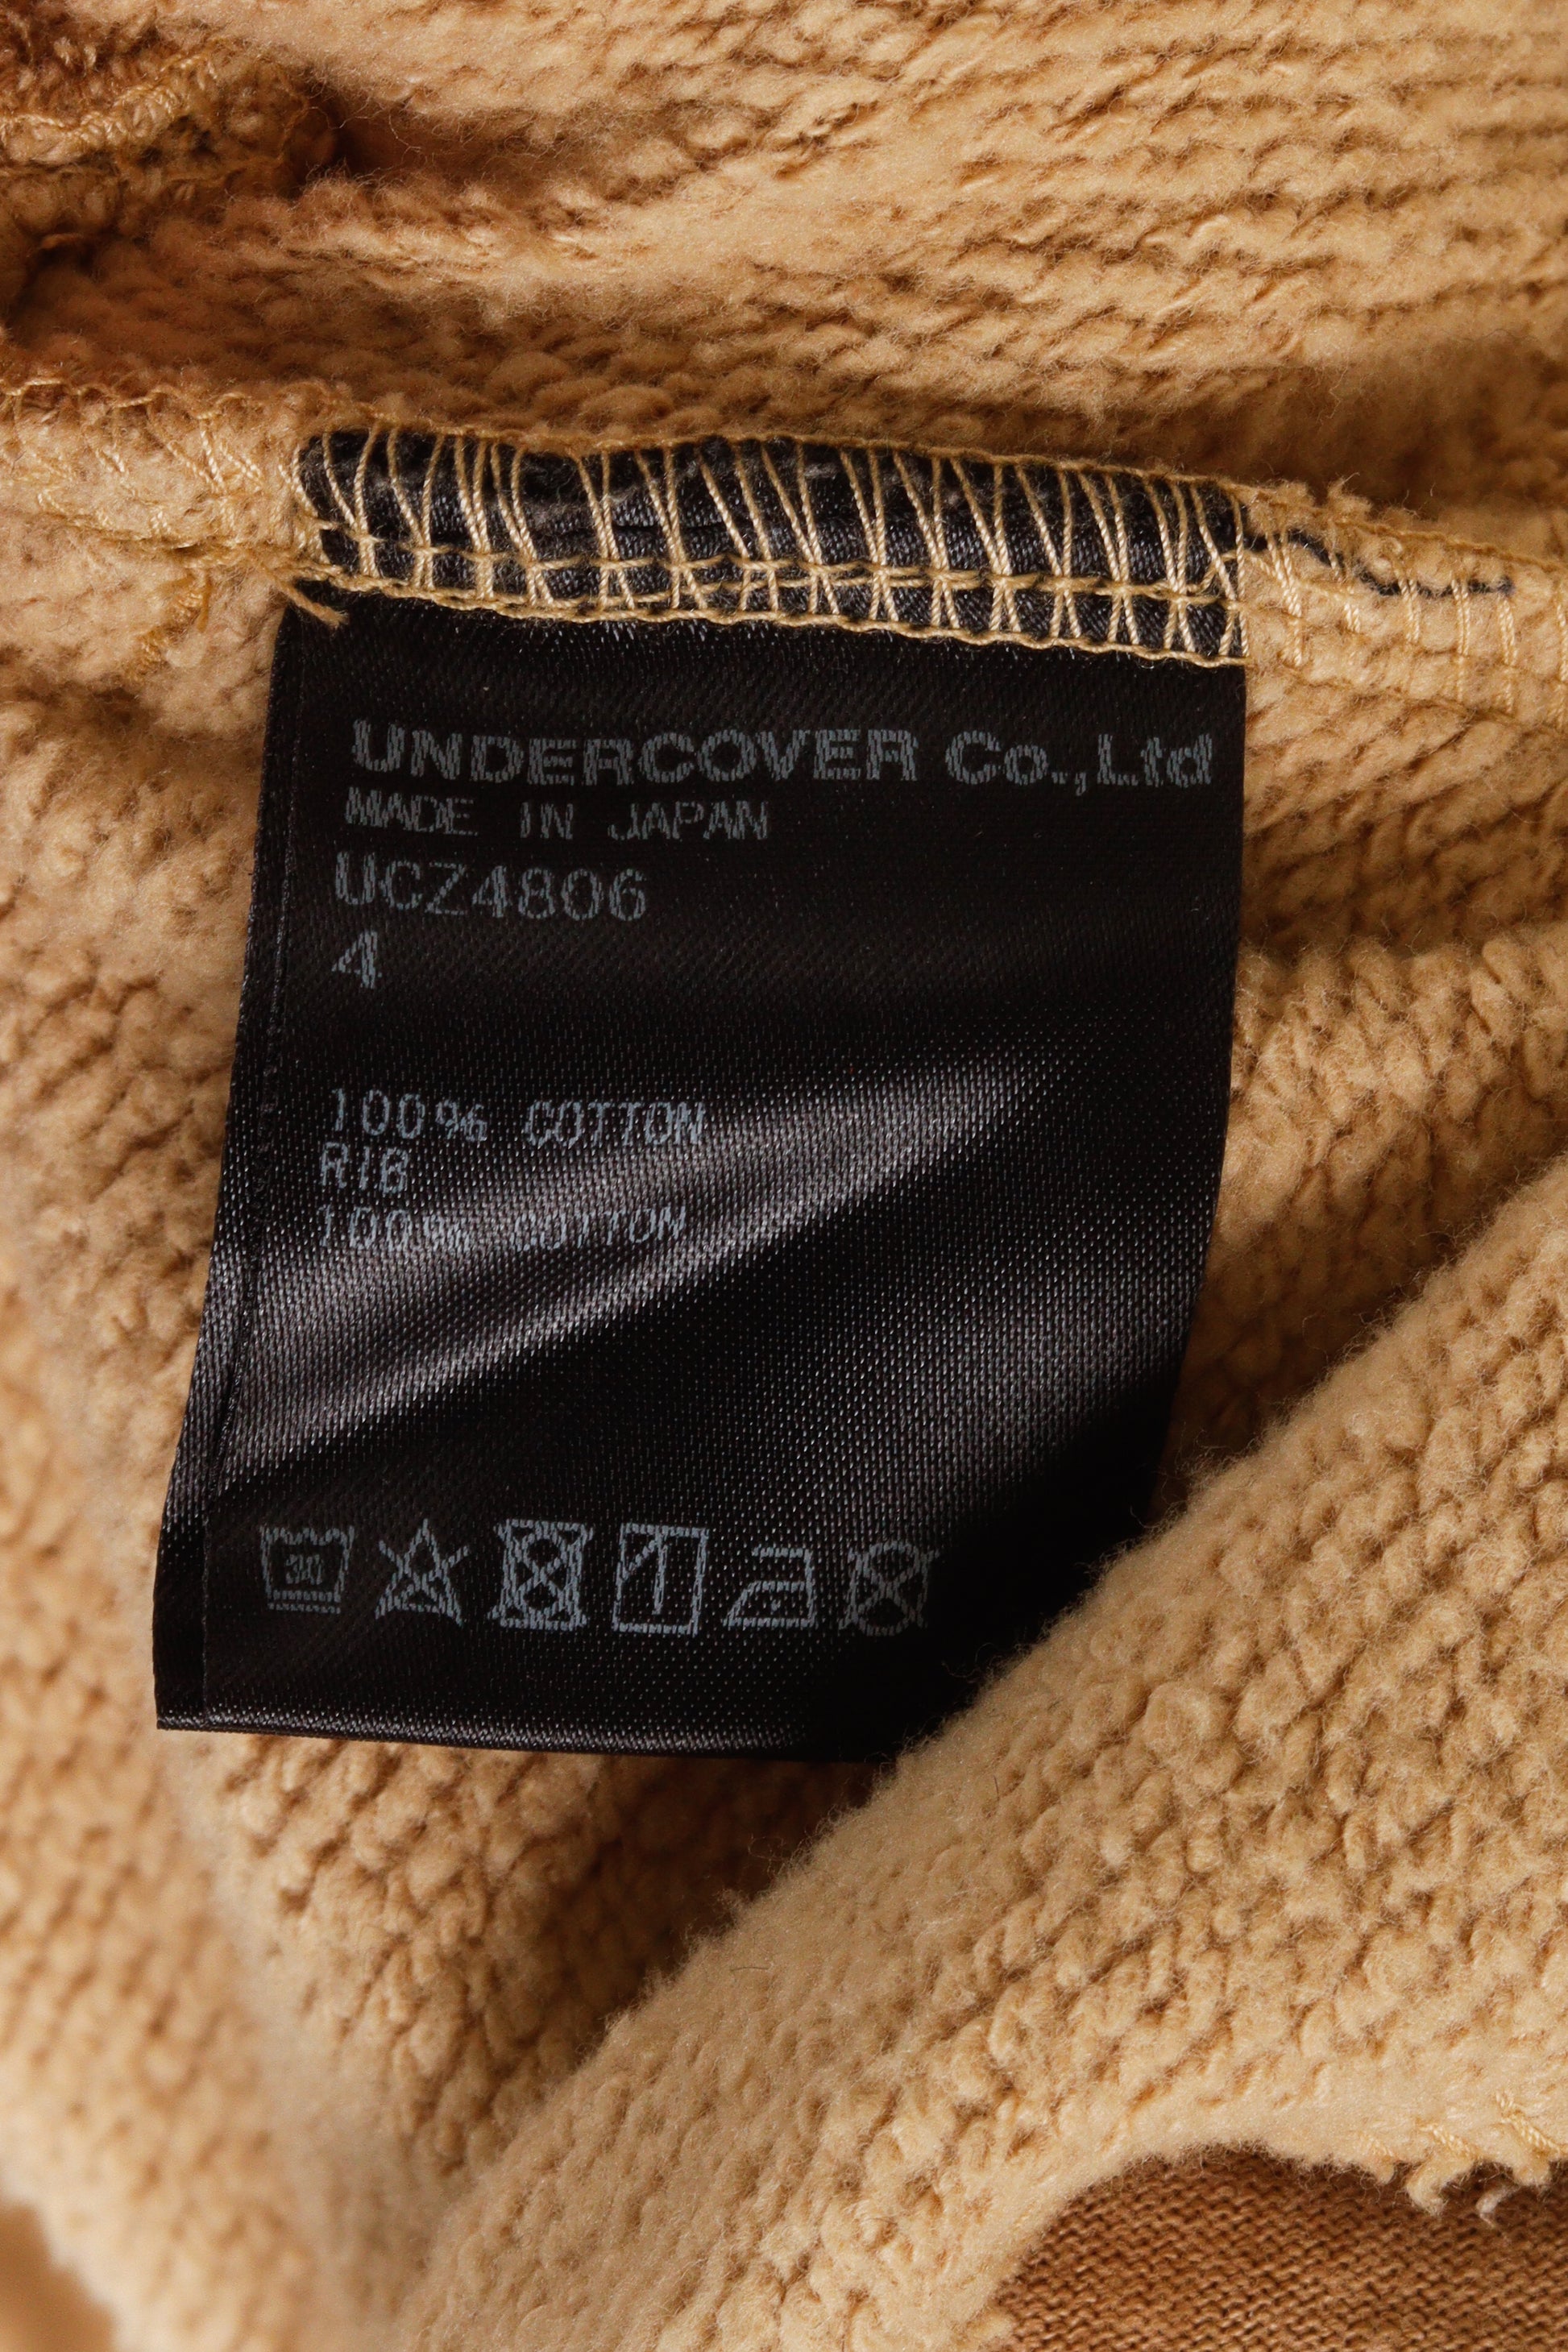 UNDERCOVER Co.,Ltd
MADE IN JAPAN
UCZ4806
4
100% COTTON
RIB
100% COTTON
30